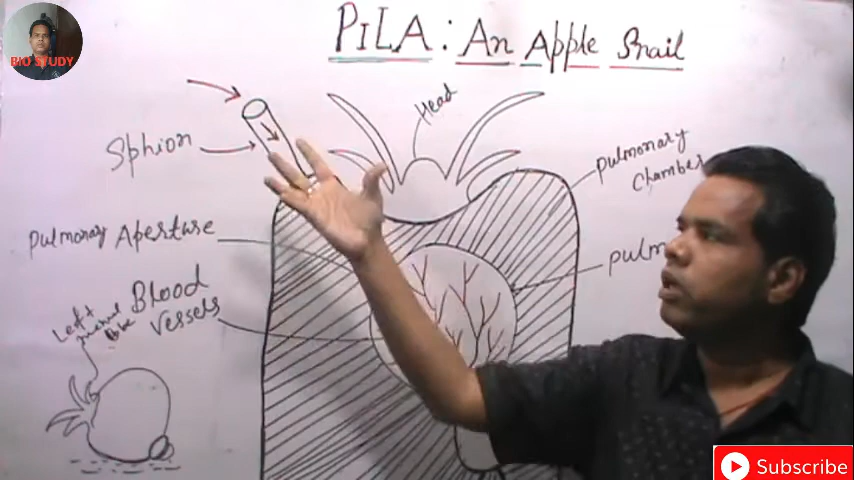 PILA: An Apple Snail
BIO STUDY
Head
Sphion
pulmonary
Chamber
pulmonary Aperture
pulm
Blood
Vessels
Left
Subscribe